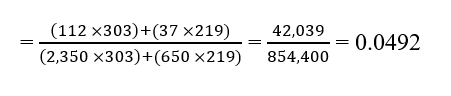 = (112 ×303)+(37 ×219) / (2,350 ×303)+(650 ×219) = 42,039 / 854,400 = 0.0492